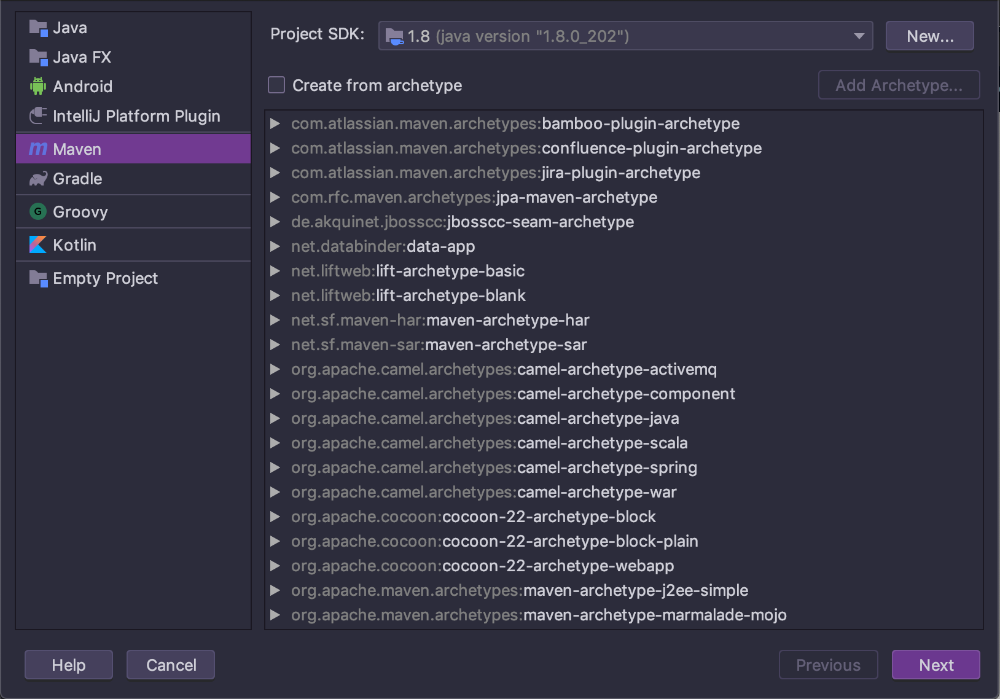 Java
Java FX
Android
IntelliJ Platform Plugin
m Maven
Gradle
G Groovy
Kotlin
Empty Project
Project SDK: 1.8 (java version "1.8.0_202") New...
Create from archetype Add Archetype...
com.atlassian.maven.archetypes:bamboo-plugin-archetype
com.atlassian.maven.archetypes:confluence-plugin-archetype
com.atlassian.maven.archetypes:jira-plugin-archetype
com.rfc.maven.archetypes:jpa-maven-archetype
de.akquinet.jbosscc:jbosscc-seam-archetype
net.databinder:data-app
net.liftweb:lift-archetype-basic
net.liftweb:lift-archetype-blank
net.sf.maven-har:maven-archetype-har
net.sf.maven-sar:maven-archetype-sar
org.apache.camel.archetypes:camel-archetype-activemq
org.apache.camel.archetypes:camel-archetype-component
org.apache.camel.archetypes:camel-archetype-java
org.apache.camel.archetypes:camel-archetype-scala
org.apache.camel.archetypes:camel-archetype-spring
org.apache.camel.archetypes:camel-archetype-war
org.apache.cocoon:cocoon-22-archetype-block
org.apache.cocoon:cocoon-22-archetype-block-plain
org.apache.cocoon:cocoon-22-archetype-webapp
org.apache.maven.archetypes:maven-archetype-j2ee-simple
org.apache.maven.archetypes:maven-archetype-marmalade-mojo
Help Cancel Previous Next